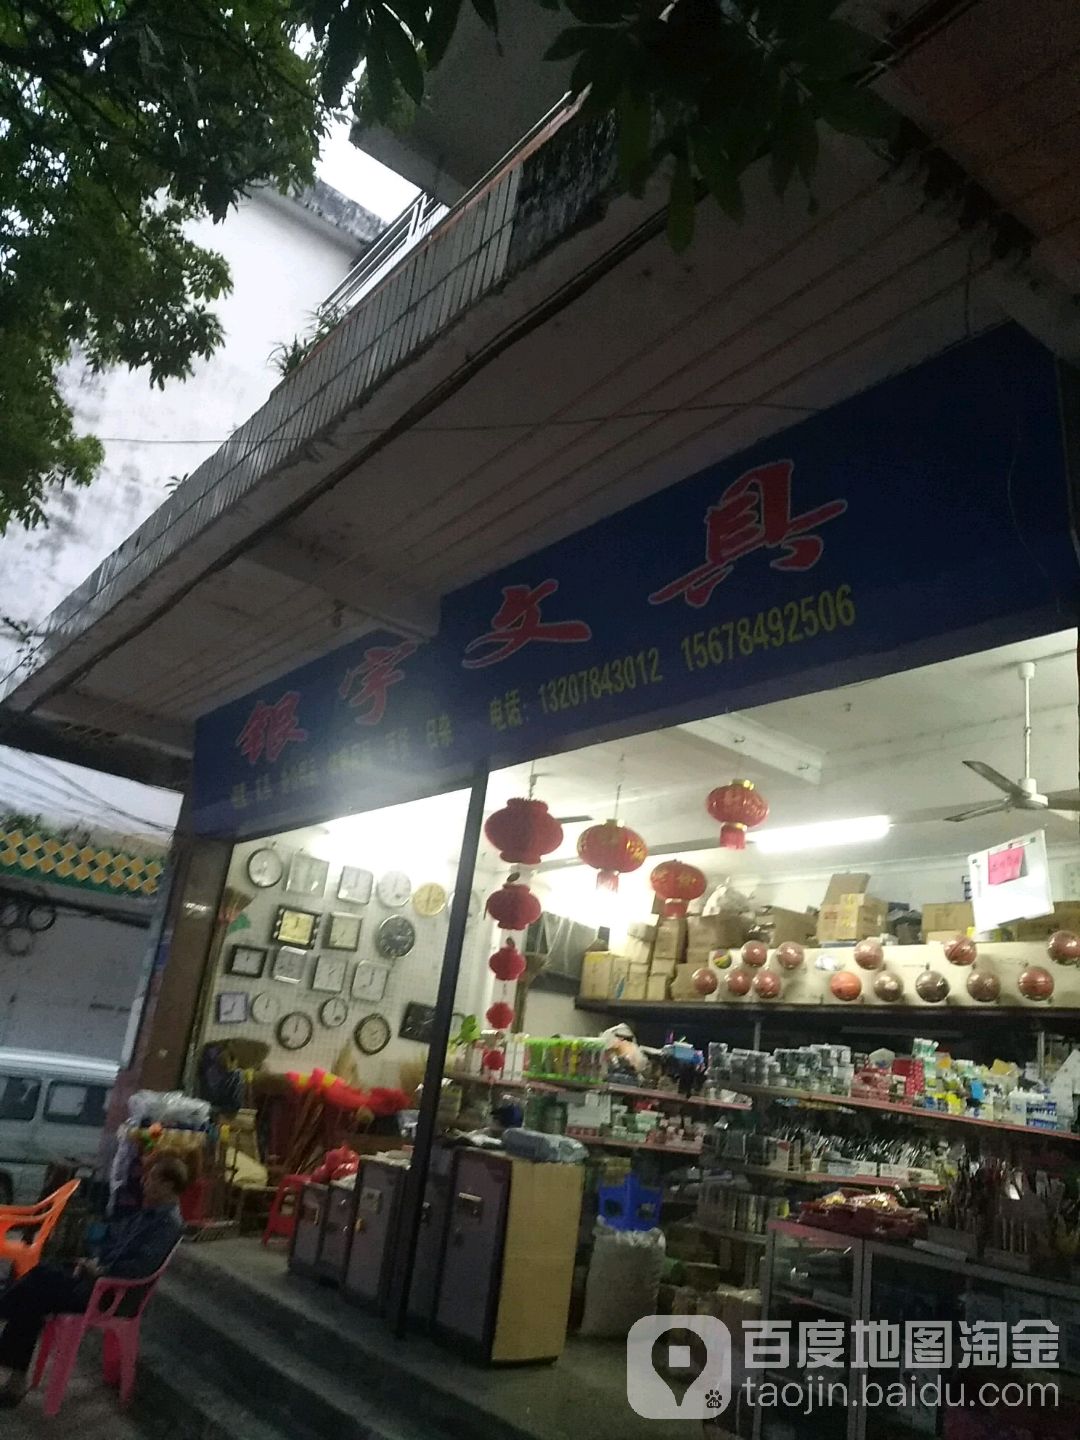 银宇文具
日杂
电话: 13207843012 15678492506
百度地图淘金
taojin.baidu.com